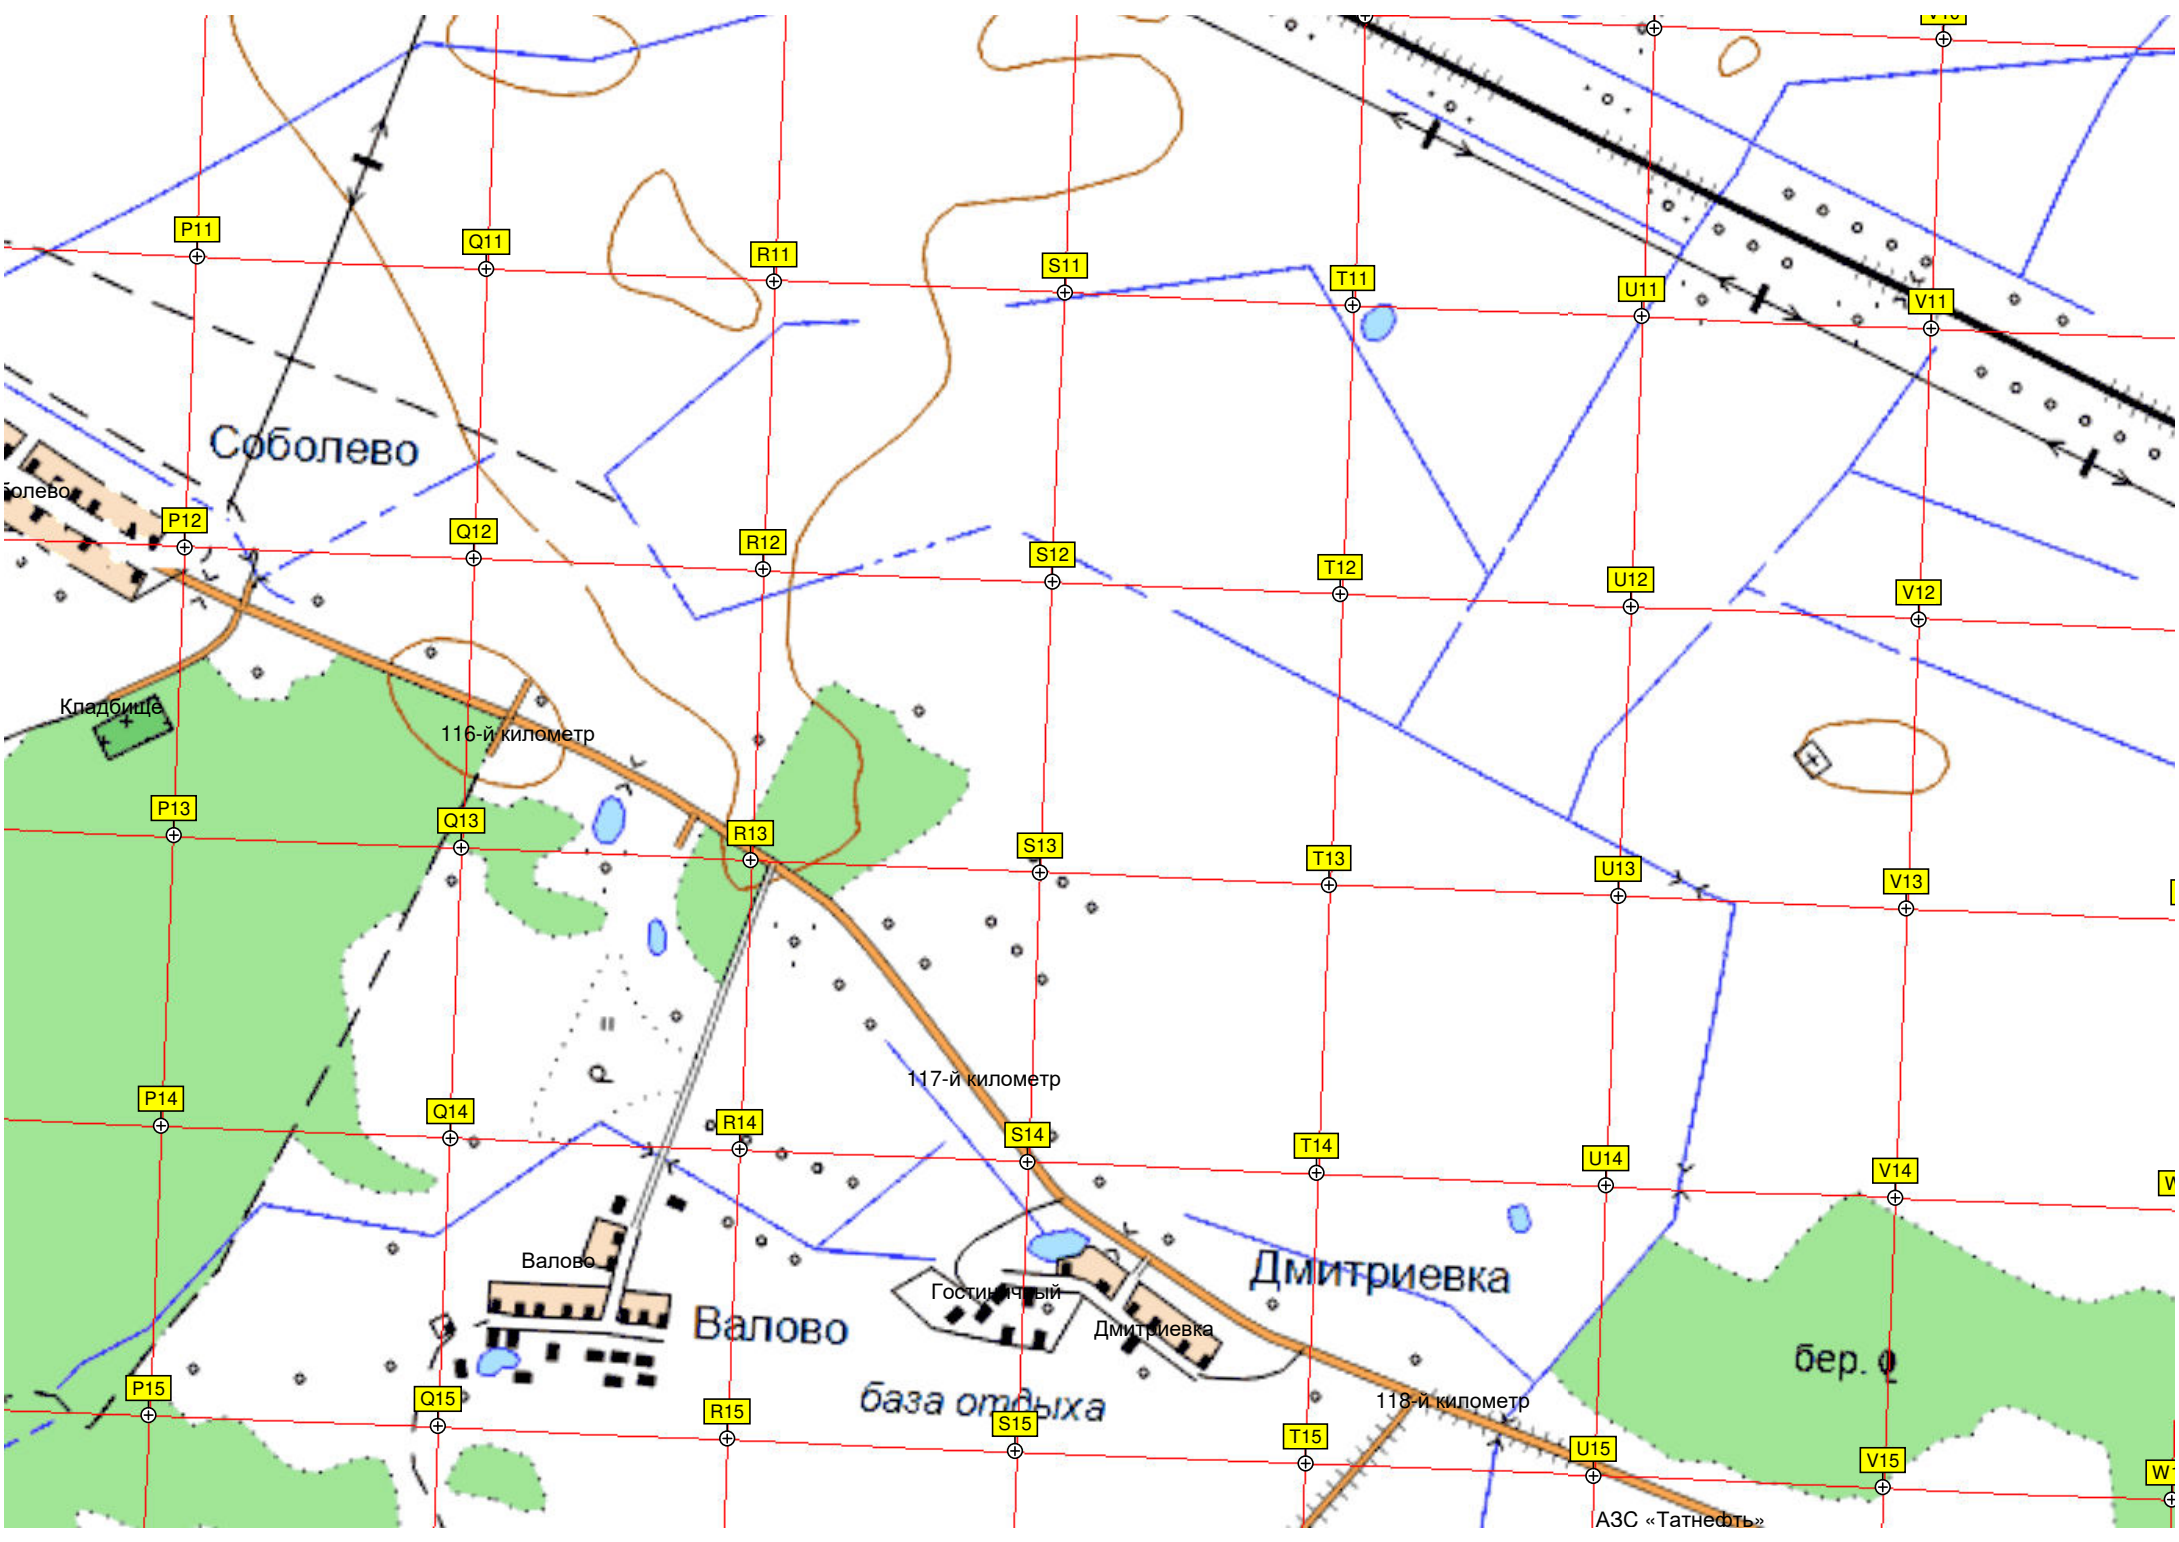 P11
Q11
R11
S11
T11
U11
V11
Соболево
P12
Q12
R12
S12
T12
U12
V12
Кладбище
116-й километр
P13
Q13
R13
S13
T13
U13
V13
р
117-й километр
P14
Q14
R14
S14
T14
U14
V14
Валово
Гостиничный
Дмитриевка
Валово
Дмитриевка
бер.
база отдыха
118-й километр
P15
Q15
R15
S15
T15
U15
V15
АЗС «Татнефть»